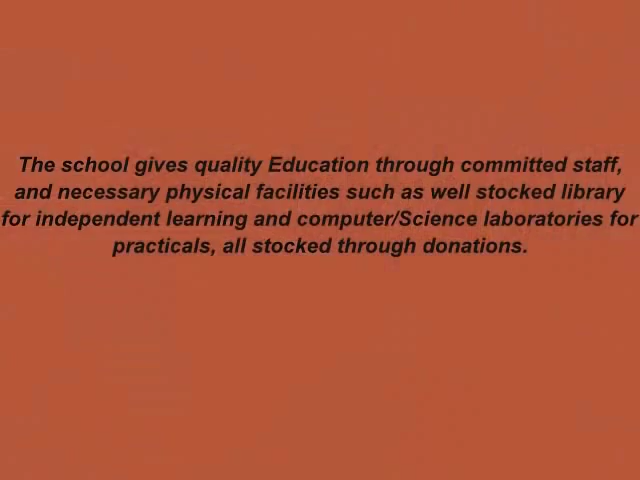 The school gives quality Education through committed staff,
and necessary physical facilities such as well stocked library
for independent learning and computer/Science laboratories for
practicals, all stocked through donations.